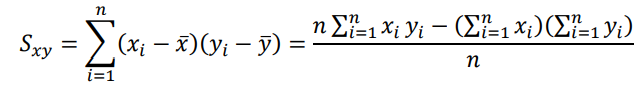 $S_{xy} = \sum_{i=1}^{n} (x_i - \bar{x})(y_i - \bar{y}) = \frac{n \sum_{i=1}^{n} x_i y_i - (\sum_{i=1}^{n} x_i)(\sum_{i=1}^{n} y_i)}{n}$